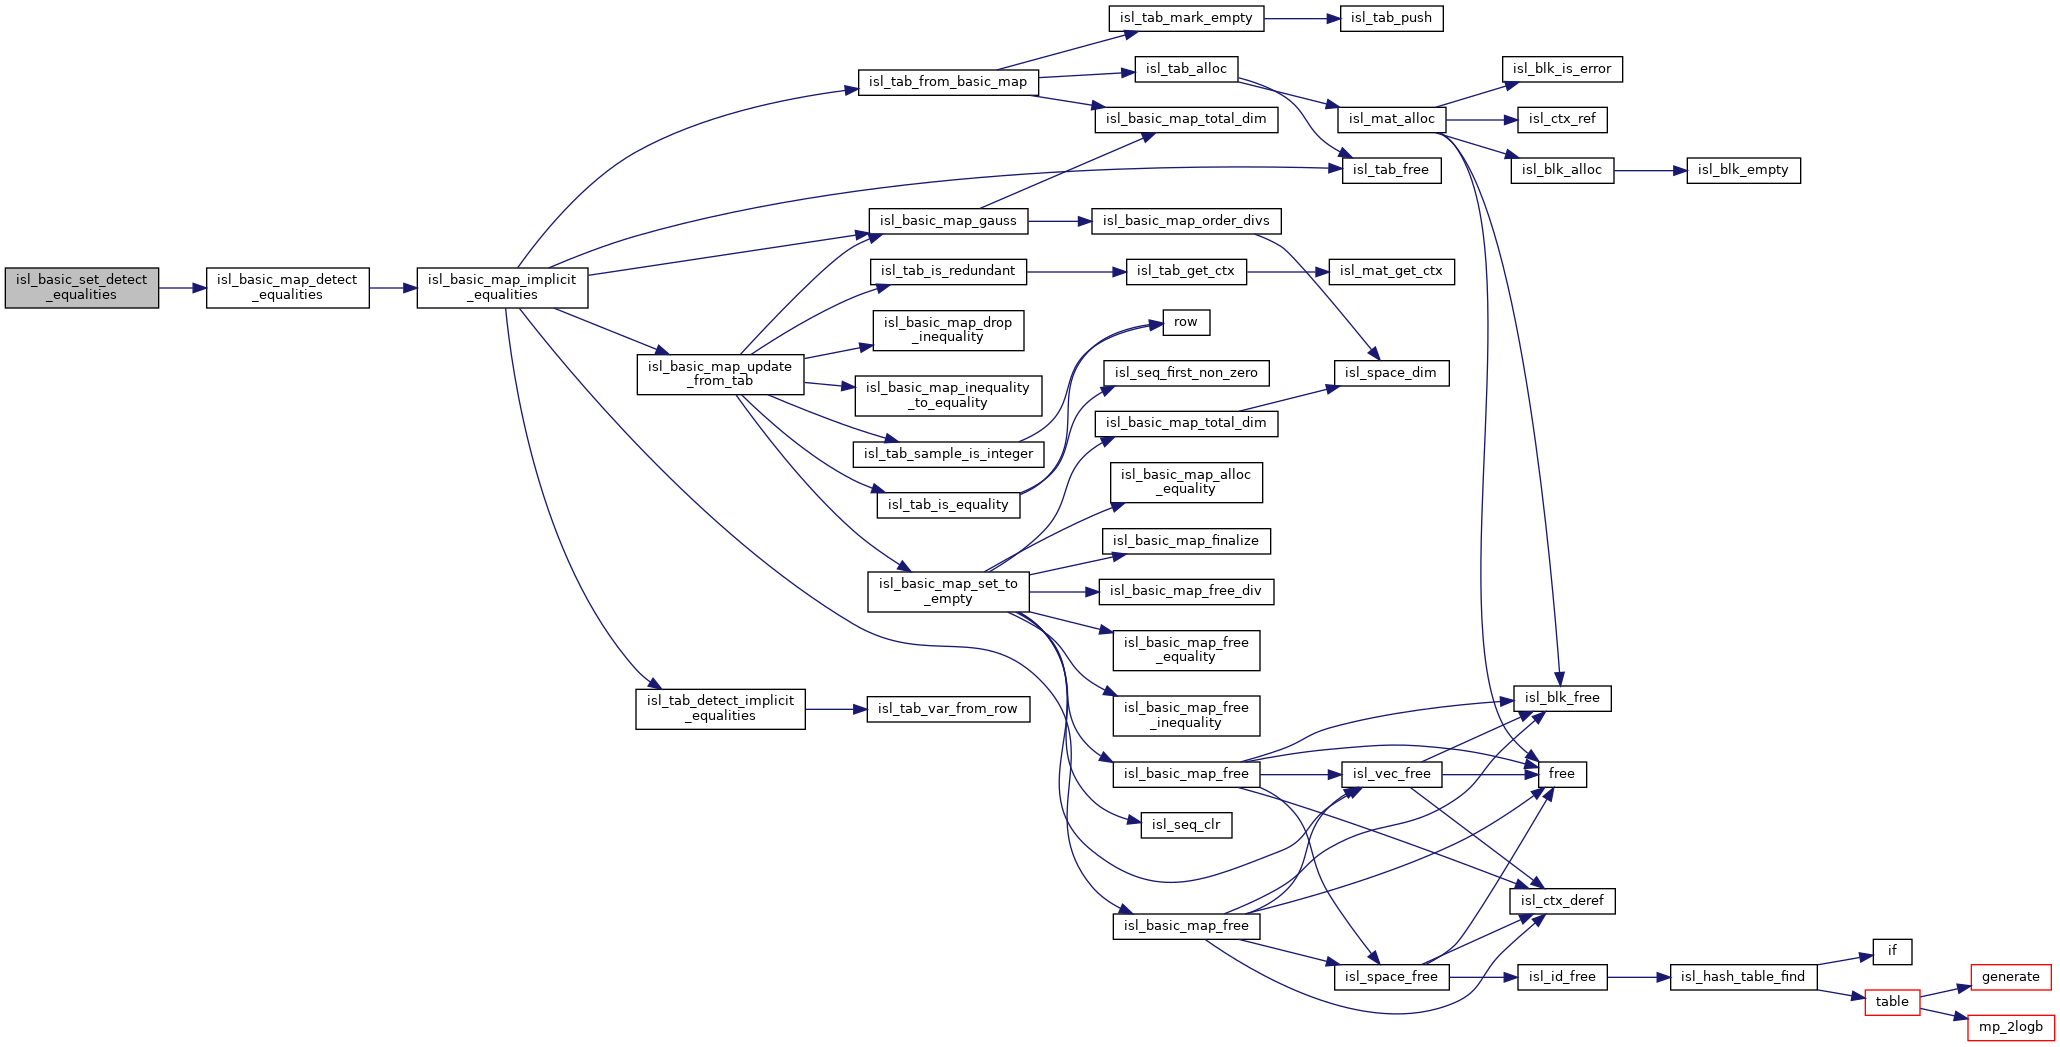 isl_basic_set_detect
_equalities
isl_basic_map_detect
_equalities
isl_basic_map_implicit
_equalities
isl_tab_from_basic_map
isl_tab_mark_empty
isl_tab_push
isl_tab_alloc
isl_basic_map_total_dim
isl_mat_alloc
isl_blk_is_error
isl_ctx_ref
isl_blk_alloc
isl_blk_empty
isl_tab_free
isl_basic_map_gauss
isl_basic_map_order_divs
isl_tab_is_redundant
isl_tab_get_ctx
isl_mat_get_ctx
isl_basic_map_drop
_inequality
row
isl_basic_map_update
_from_tab
isl_basic_map_inequality
_to_equality
isl_seq_first_non_zero
isl_space_dim
isl_basic_map_total_dim
isl_tab_sample_is_integer
isl_tab_is_equality
isl_basic_map_alloc
_equality
isl_basic_map_finalize
isl_basic_map_set_to
_empty
isl_basic_map_free_div
isl_basic_map_free
_equality
isl_basic_map_free
_inequality
isl_tab_detect_implicit
_equalities
isl_tab_var_from_row
isl_blk_free
isl_basic_map_free
isl_vec_free
free
isl_seq_clr
isl_ctx_deref
isl_basic_map_free
isl_space_free
isl_id_free
isl_hash_table_find
if
table
generate
mp_2logb